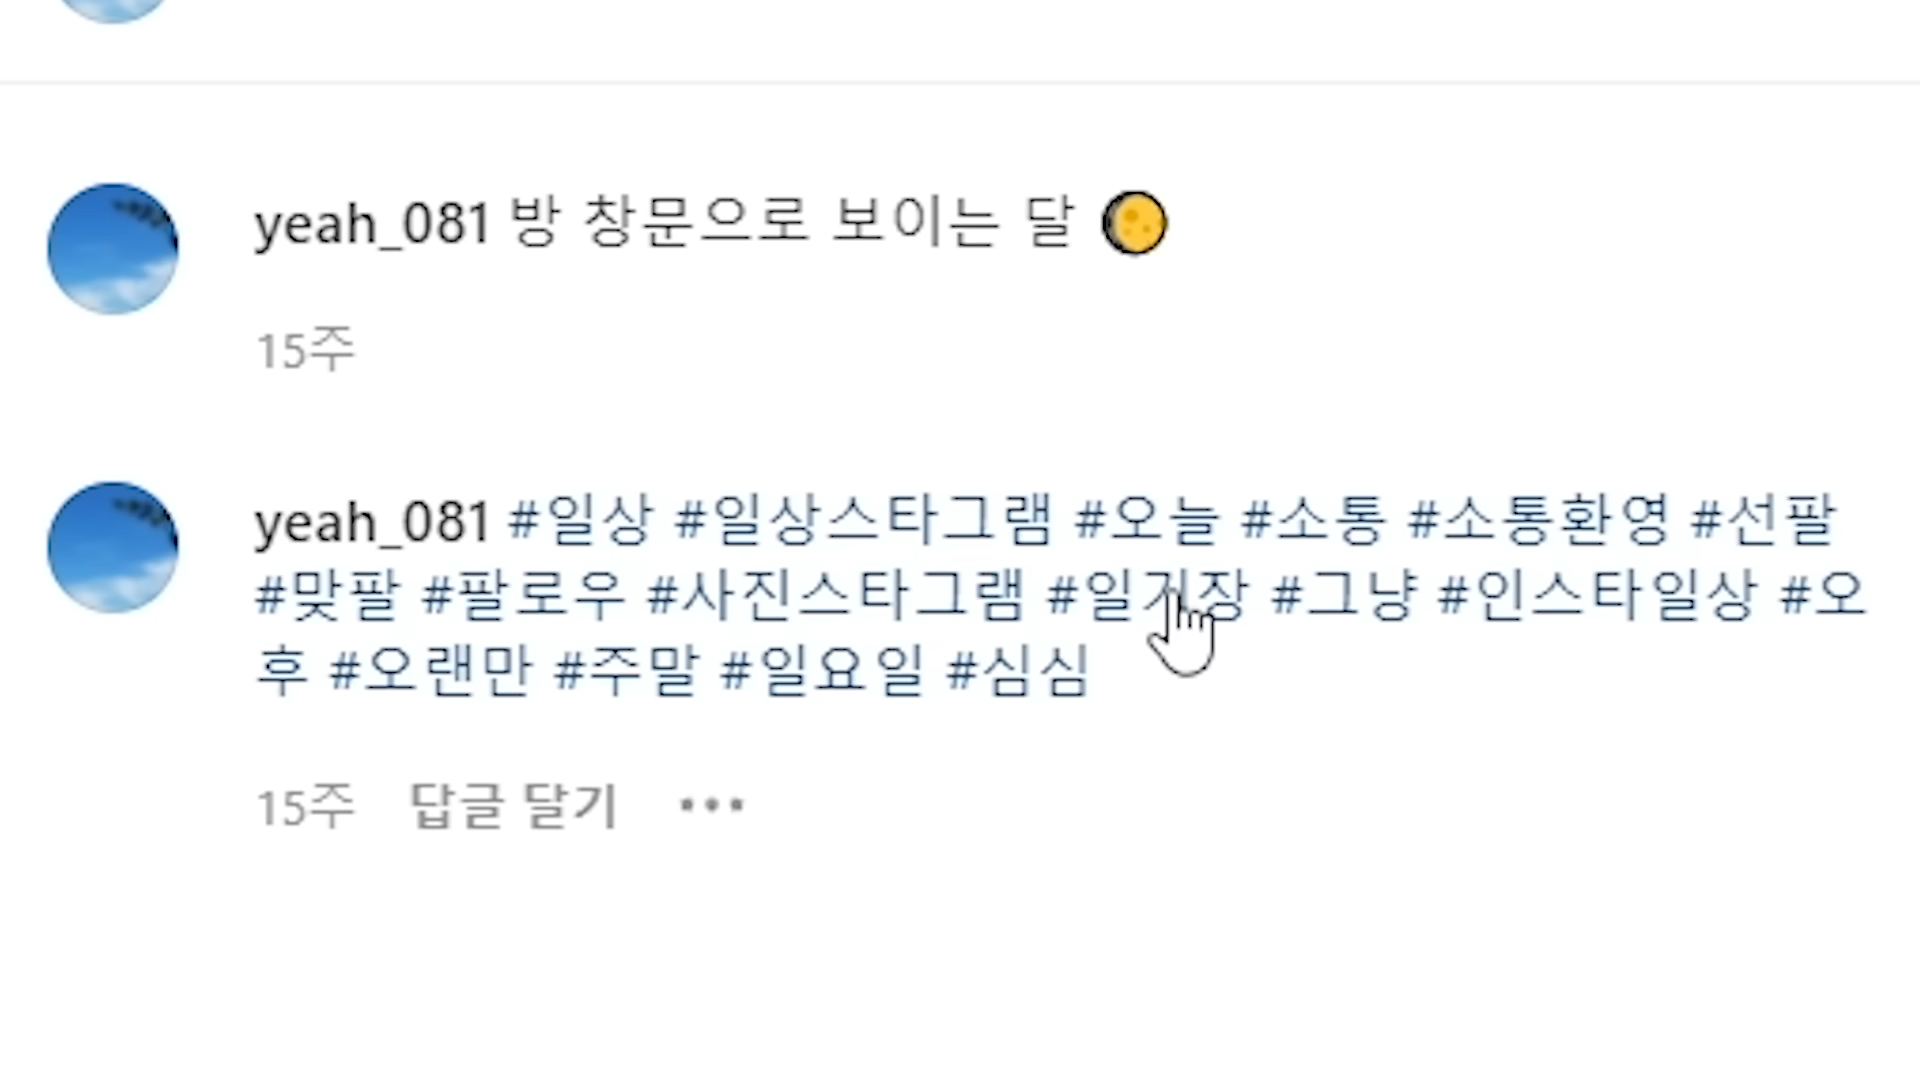 yeah_081 방 창문으로 보이는 달 🌔
15주
yeah_081 #일상 #일상스타그램 #오늘 #소통 #소통환영 #선팔
#맞팔 #팔로우 #사진스타그램 #일기장 #그냥 #인스타일상 #오
후 #오랜만 #주말 #일요일 #심심
15주 답글 달기 •••